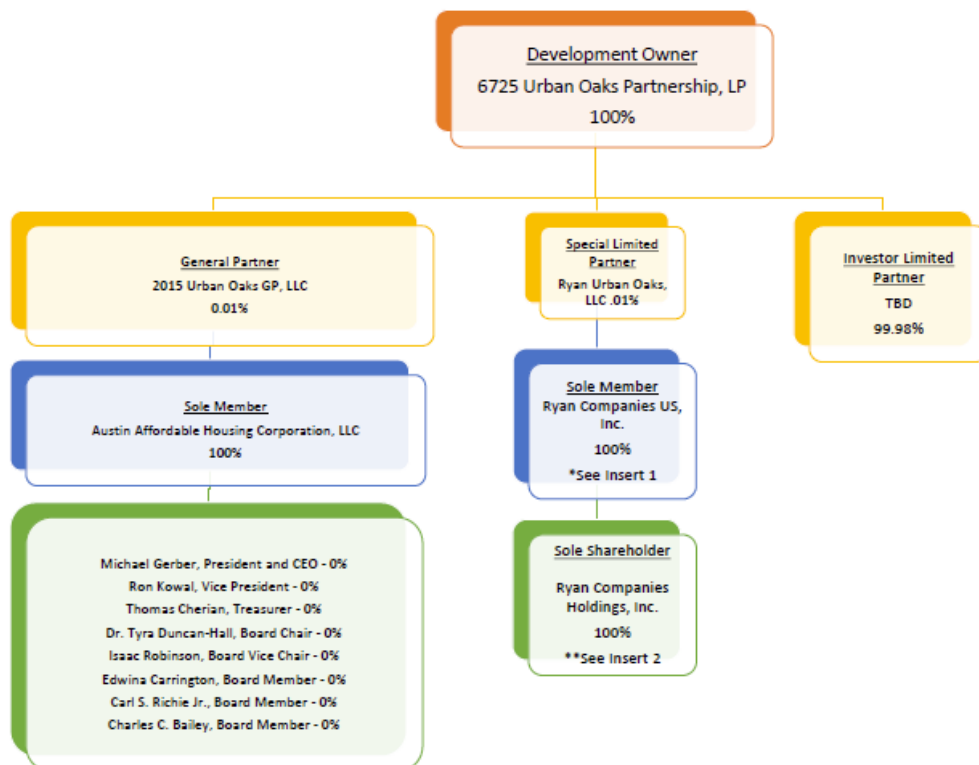 Development Owner
6725 Urban Oaks Partnership, LP
100%
General Partner
2015 Urban Oaks GP, LLC
0.01%
Special Limited
Partner
Ryan Urban Oaks,
LLC .01%
Investor Limited
Partner
TBD
99.98%
Sole Member
Austin Affordable Housing Corporation, LLC
100%
Sole Member
Ryan Companies US,
Inc.
100%
*See Insert 1
Michael Gerber, President and CEO - 0%
Ron Kowal, Vice President - 0%
Thomas Cherian, Treasurer - 0%
Dr. Tyra Duncan-Hall, Board Chair - 0%
Isaac Robinson, Board Vice Chair - 0%
Edwina Carrington, Board Member - 0%
Carl S. Richie Jr., Board Member - 0%
Charles C. Bailey, Board Member - 0%
Sole Shareholder
Ryan Companies
Holdings, Inc.
100%
**See Insert 2